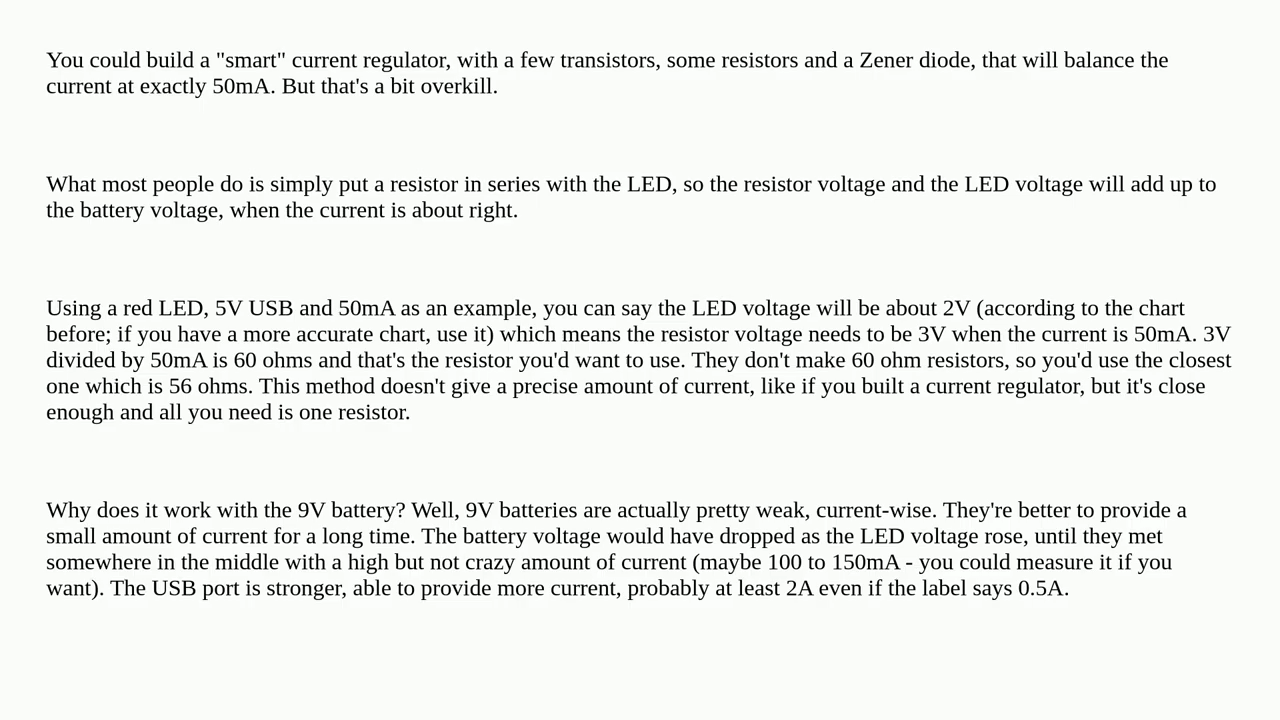 You could build a "smart" current regulator, with a few transistors, some resistors and a Zener diode, that will balance the
current at exactly 50mA. But that's a bit overkill.
What most people do is simply put a resistor in series with the LED, so the resistor voltage and the LED voltage will add up to
the battery voltage, when the current is about right.
Using a red LED, 5V USB and 50mA as an example, you can say the LED voltage will be about 2V (according to the chart
before; if you have a more accurate chart, use it) which means the resistor voltage needs to be 3V when the current is 50mA. 3V
divided by 50mA is 60 ohms and that's the resistor you'd want to use. They don't make 60 ohm resistors, so you'd use the closest
one which is 56 ohms. This method doesn't give a precise amount of current, like if you built a current regulator, but it's close
enough and all you need is one resistor.
Why does it work with the 9V battery? Well, 9V batteries are actually pretty weak, current-wise. They're better to provide a
small amount of current for a long time. The battery voltage would have dropped as the LED voltage rose, until they met
somewhere in the middle with a high but not crazy amount of current (maybe 100 to 150mA - you could measure it if you
want). The USB port is stronger, able to provide more current, probably at least 2A even if the label says 0.5A.